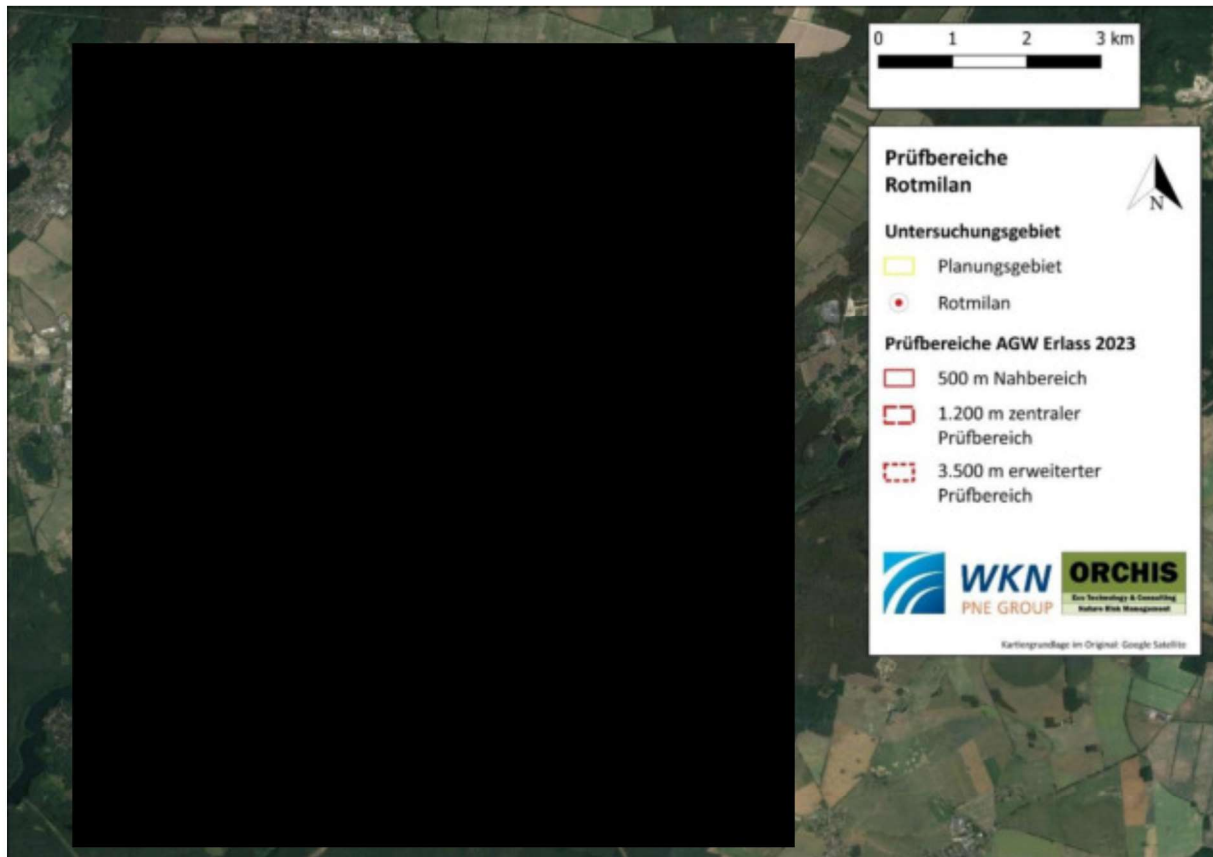 0 1 2 3 km
Prüfbereiche
Rotmilan
N
Untersuchungsgebiet
Planungsgebiet
Rotmilan
Prüfbereiche AGW Erlass 2023
500 m Nahbereich
1.200 m zentraler
Prüfbereich
3.500 m erweiterter
Prüfbereich
WKN
PNE GROUP
ORCHIS
Eco Technology & Consulting
Nature Risk Management
Kartengrundlage im Original: Google Satellite